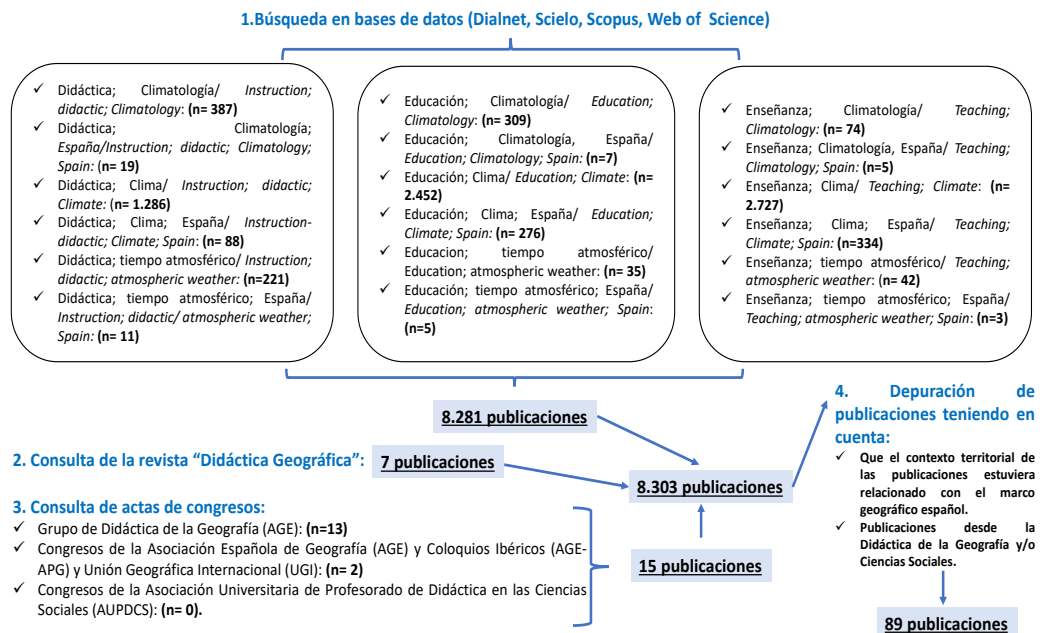 1.Búsqueda en bases de datos (Dialnet, Scielo, Scopus, Web of Science)
✓ Didáctica; Climatología/ Instruction;
didactic; Climatology: (n= 387)
✓ Didáctica; Climatología;
España/Instruction; didactic; Climatology;
Spain: (n= 19)
✓ Didáctica; Clima/ Instruction; didactic;
Climate: (n= 1.286)
✓ Didáctica; Clima; España/ Instruction-
didactic; Climate; Spain: (n= 88)
✓ Didáctica; tiempo atmosférico/ Instruction;
didactic; atmospheric weather: (n=221)
✓ Didáctica; tiempo atmosférico; España/
Instruction; didactic/ atmospheric weather;
Spain: (n= 11)
✓ Educación; Climatología/ Education;
Climatology: (n= 309)
✓ Educación; Climatología, España/
Education; Climatology; Spain: (n=7)
✓ Educación; Clima/ Education; Climate: (n=
2.452)
✓ Educación; Clima; España/ Education;
Climate; Spain: (n= 276)
✓ Educacion; tiempo atmosférico/
Education; atmospheric weather: (n= 35)
✓ Educación; tiempo atmosférico; España/
Education; atmospheric weather; Spain:
(n=5)
✓ Enseñanza; Climatología/ Teaching;
Climatology: (n= 74)
✓ Enseñanza; Climatología, España/ Teaching;
Climatology; Spain: (n=5)
✓ Enseñanza; Clima/ Teaching; Climate: (n=
2.727)
✓ Enseñanza; Clima; España/ Teaching;
Climate; Spain: (n=334)
✓ Enseñanza; tiempo atmosférico/ Teaching;
atmospheric weather: (n= 42)
✓ Enseñanza; tiempo atmosférico; España/
Teaching; atmospheric weather; Spain: (n=3)
8.281 publicaciones
2. Consulta de la revista “Didáctica Geográfica”: 7 publicaciones
8.303 publicaciones
3. Consulta de actas de congresos:
✓ Grupo de Didáctica de la Geografía (AGE): (n=13)
✓ Congresos de la Asociación Española de Geografía (AGE) y Coloquios Ibéricos (AGE-
APG) y Unión Geográfica Internacional (UGI): (n= 2)
✓ Congresos de la Asociación Universitaria de Profesorado de Didáctica en las Ciencias
Sociales (AUPDCS): (n= 0).
15 publicaciones
4. Depuración de
publicaciones teniendo en
cuenta:
✓ Que el contexto territorial de
las publicaciones estuviera
relacionado con el marco
geográfico español.
✓ Publicaciones desde la
Didáctica de la Geografía y/o
Ciencias Sociales.
89 publicaciones